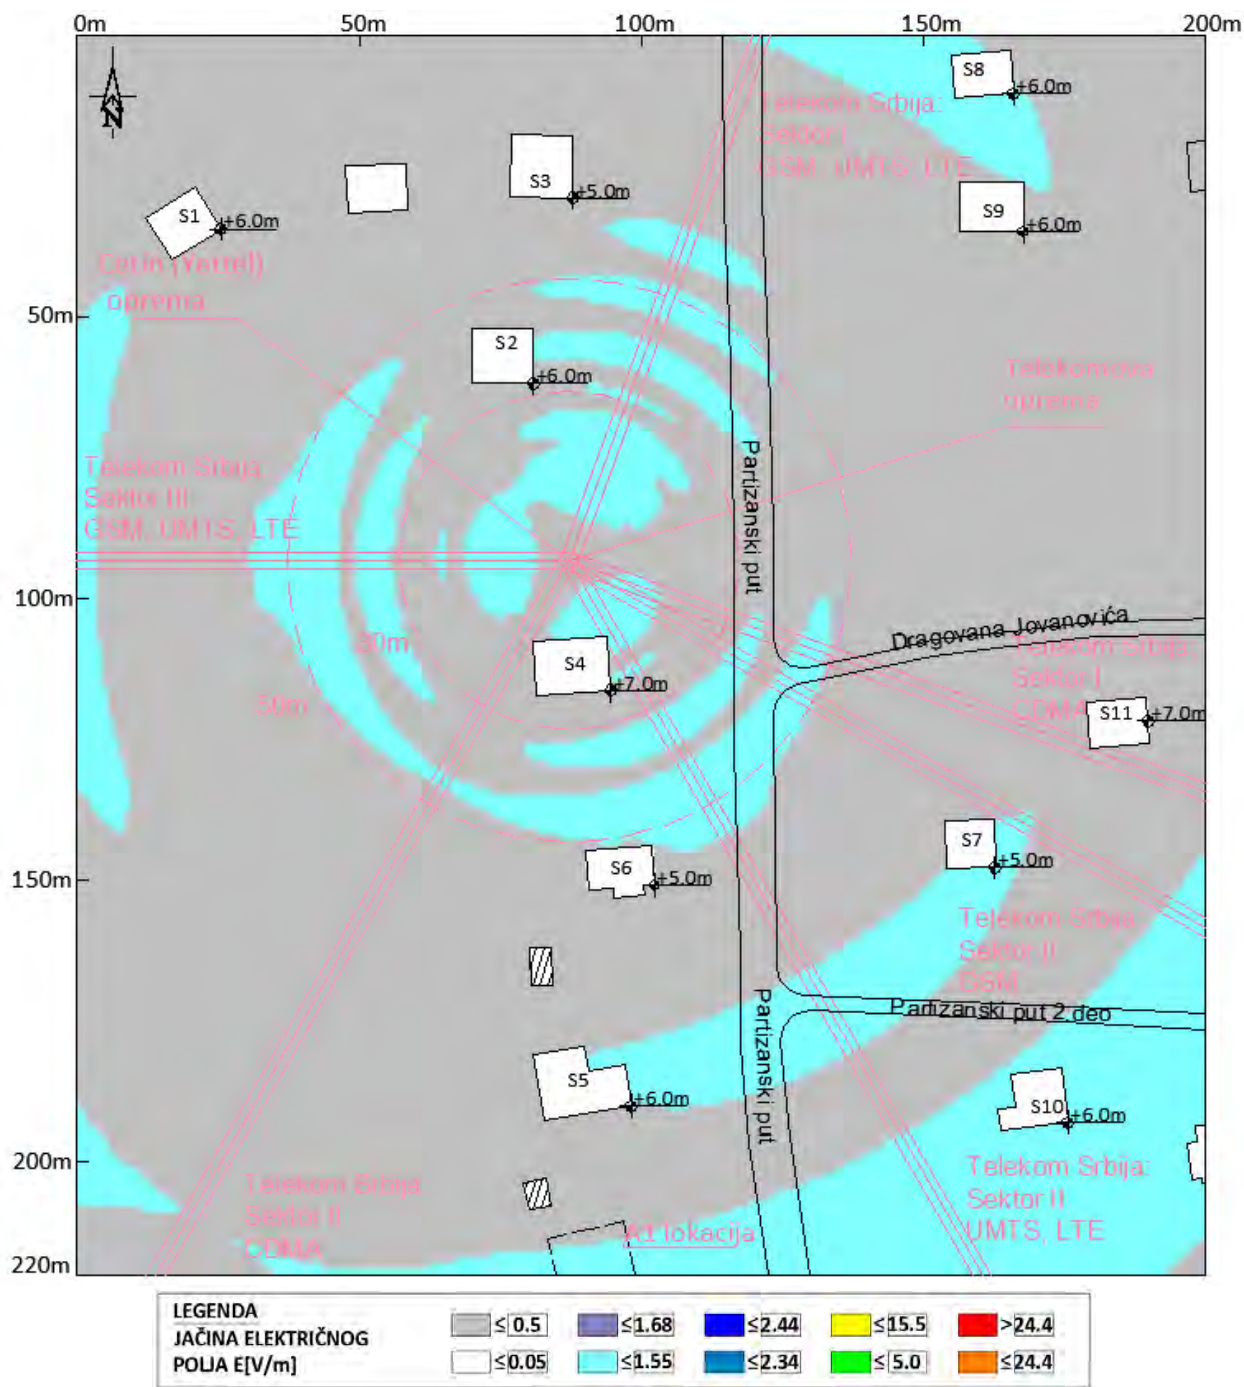 0m
50m
100m
150m
200m
N
S8
+6.0m
Telekom Srbija:
Sektor I
GSM, UMTS, LTE
S3
+5.0m
S1
+6.0m
S9
+6.0m
Cetin (Yettel)
oprema
50m
S2
+6.0m
Telekomova
oprema
Partizanski put
Telekom Srbija:
Sektor III
GSM, UMTS, LTE
100m
Dragovana Jovanovića
30m
S4
+7.0m
Telekom Srbija:
Sektor I
CDMA
50m
S11
+7.0m
S7
+5.0m
150m
S6
+5.0m
Telekom Srbija:
Sektor II
GSM
Partizanski put
Partizanski put 2.deo
S5
+6.0m
S10
+6.0m
200m
Telekom Srbija:
Sektor II
UMTS, LTE
Telekom Srbija:
Sektor II
CDMA
A1 lokacija
220m
LEGENDA
JAČINA ELEKTRIČNOG
POLJA E[V/m]
≤ 0.5
≤1.68
≤2.44
≤15.5
>24.4
≤0.05
≤1.55
≤2.34
≤ 5.0
≤24.4